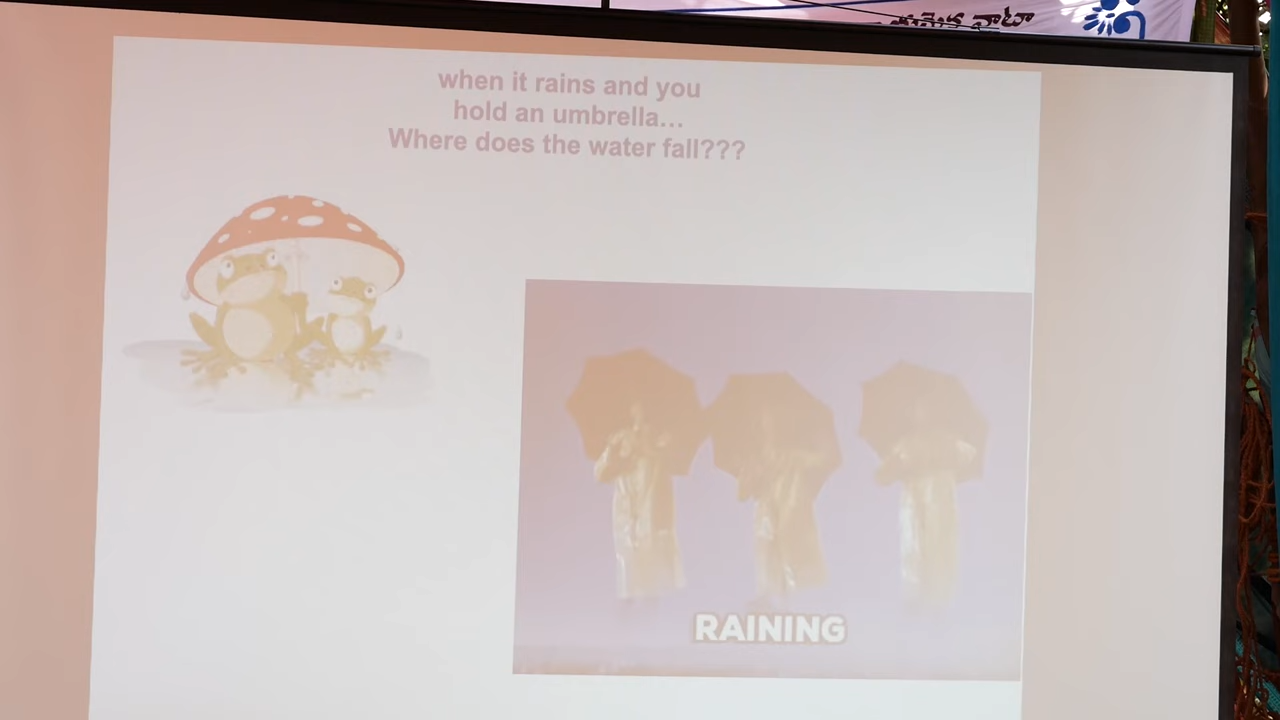 నాటా
when it rains and you
hold an umbrella...
Where does the water fall???
RAINING